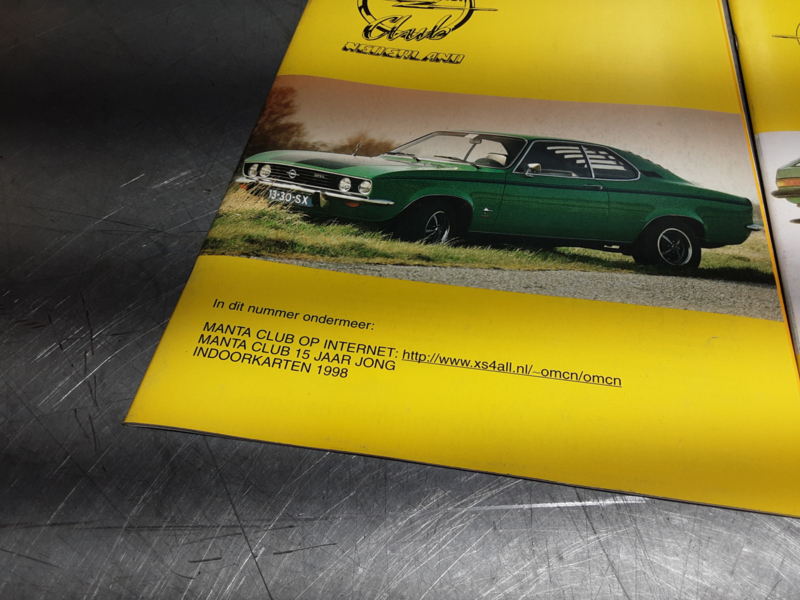 Club
NEDERLAND
13-30-SX
In dit nummer ondermeer:
MANTA CLUB OP INTERNET: http://www.xs4all.nl/~omcn/omcn
MANTA CLUB 15 JAAR JONG
INDOORKARTEN 1998